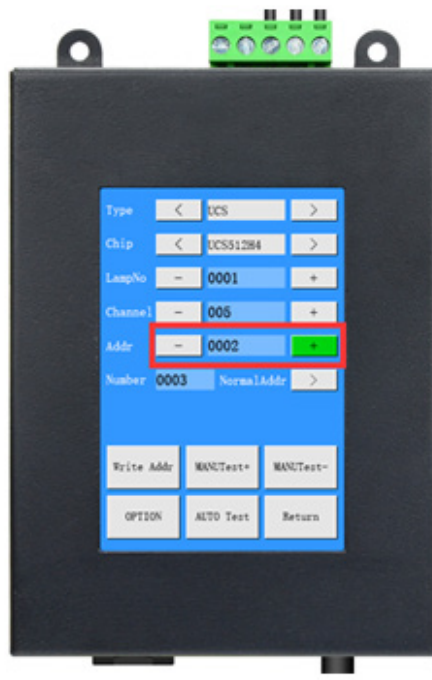 Type < UCS >
Chip < UCS512H4 >
LampNo - 0001 +
Channel - 005 +
Addr - 0002 +
Number 0003 NormalAddr >
Write Addr MANUTest+ MANUTest-
OPTION AUTO Test Return